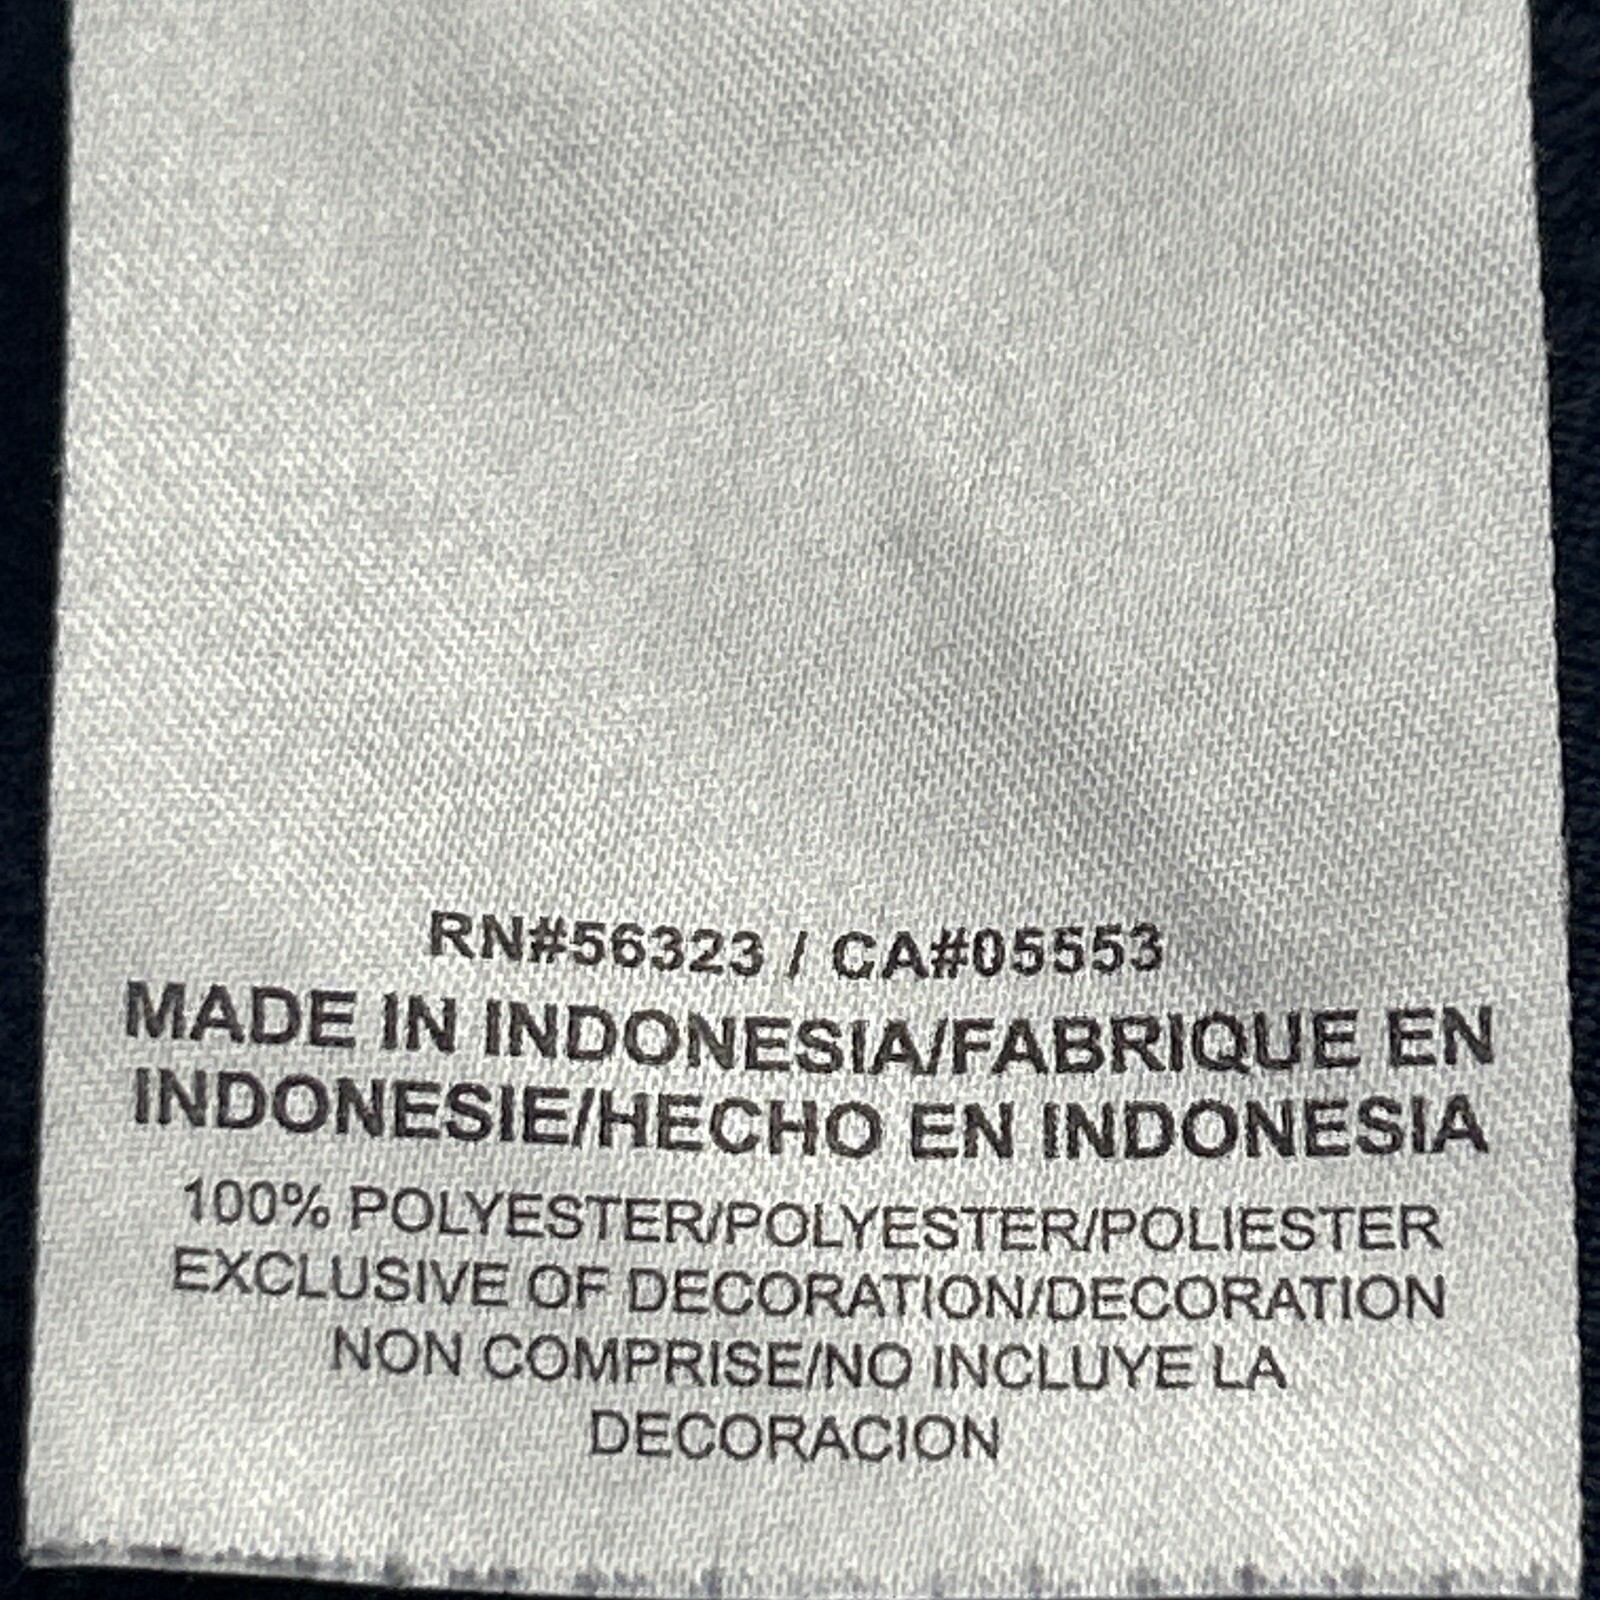 RN#56323 / CA#05553
MADE IN INDONESIA/FABRIQUE EN
INDONESIE/HECHO EN INDONESIA
100% POLYESTER/POLYESTER/POLIESTER
EXCLUSIVE OF DECORATION/DECORATION
NON COMPRISE/NO INCLUYE LA
DECORACION